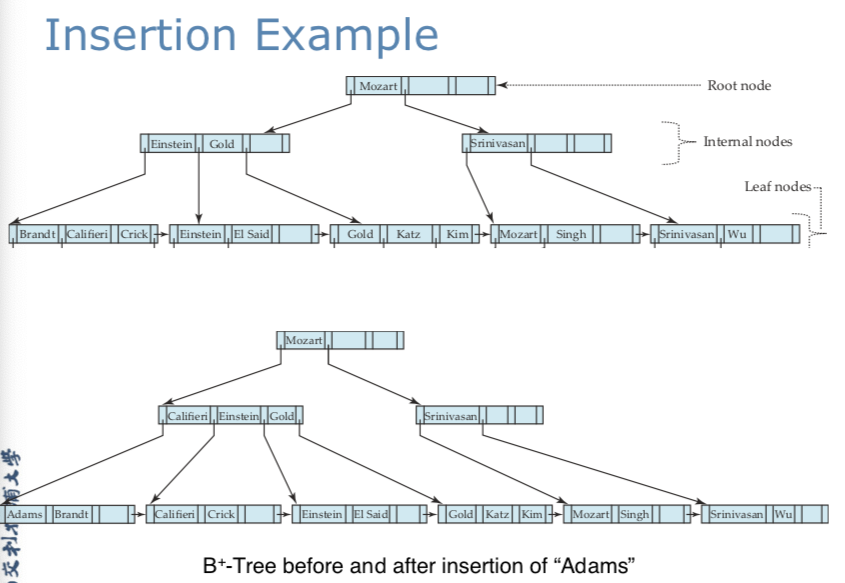 Insertion Example
Mozart
Root node
Einstein Gold
Srinivasan
Internal nodes
Leaf nodes
Brandt Califieri Crick
Einstein El Said
Gold Katz Kim
Mozart Singh
Srinivasan Wu
Mozart
Califieri Einstein Gold
Srinivasan
Adams Brandt
Califieri Crick
Einstein El Said
Gold Katz Kim
Mozart Singh
Srinivasan Wu
B⁺-Tree before and after insertion of “Adams”